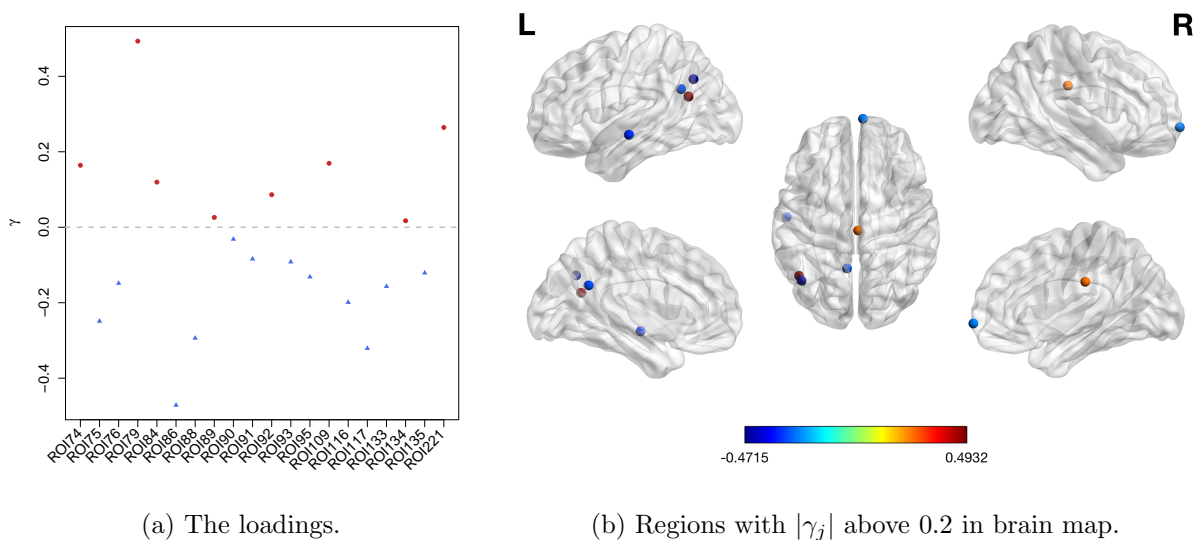 L
R
γ
0.4
0.2
0.0
−0.2
−0.4
ROI74
ROI75
ROI76
ROI79
ROI84
ROI86
ROI88
ROI89
ROI90
ROI91
ROI92
ROI93
ROI95
ROI109
ROI116
ROI117
ROI133
ROI134
ROI135
ROI221
-0.4715
0.4932
(a) The loadings.
(b) Regions with |γj| above 0.2 in brain map.